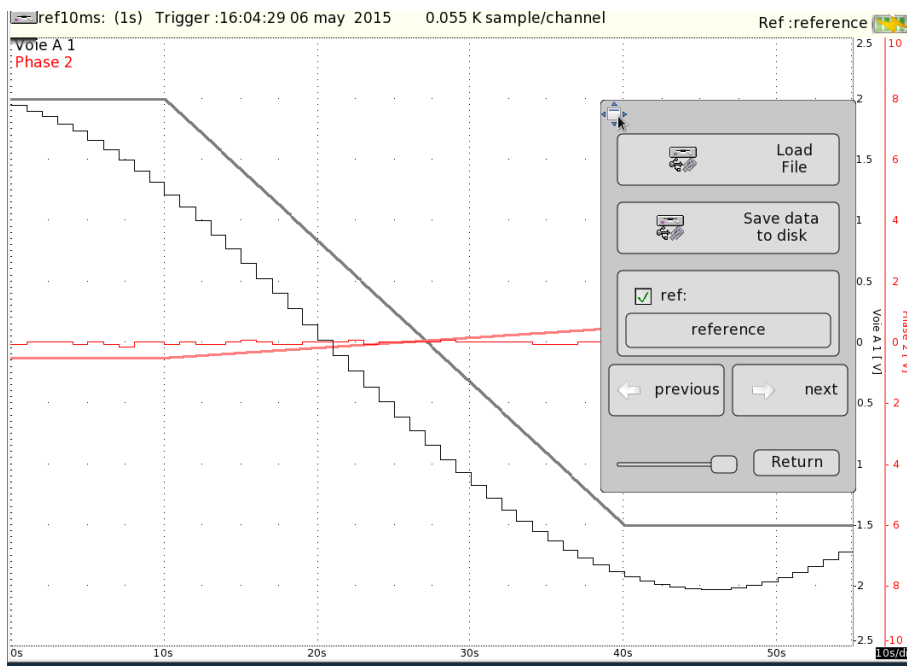 ref10ms: (1s) Trigger :16:04:29 06 may 2015 0.055 K sample/channel Ref :reference
Voie A 1
Phase 2
2.5 10
2 8
1.5 6
1 4
0.5 2
0 0
0.5 - 2
1 - 4
1.5 - 6
2 - 8
-2.5 -10
Voie A 1 [ V]
Phase 2 [ V]
Load
File
Save data
to disk
ref:
reference
previous next
Return
0s 10s 20s 30s 40s 50s 10s/di